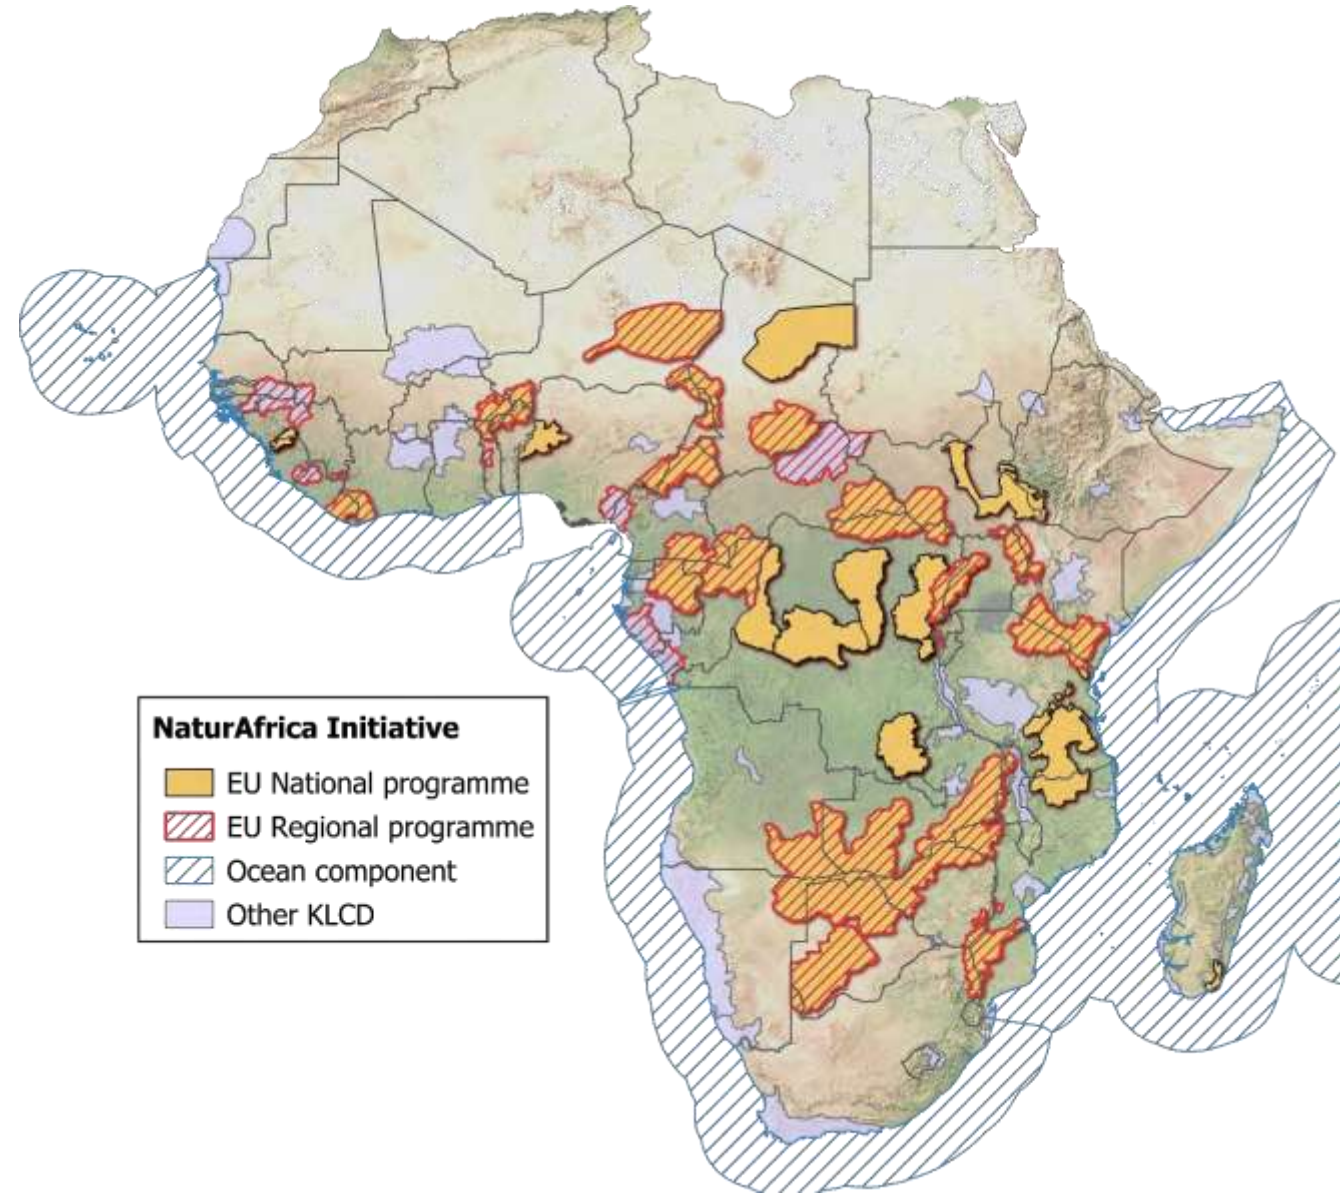 NaturAfrica Initiative
EU National programme
EU Regional programme
Ocean component
Other KLCD